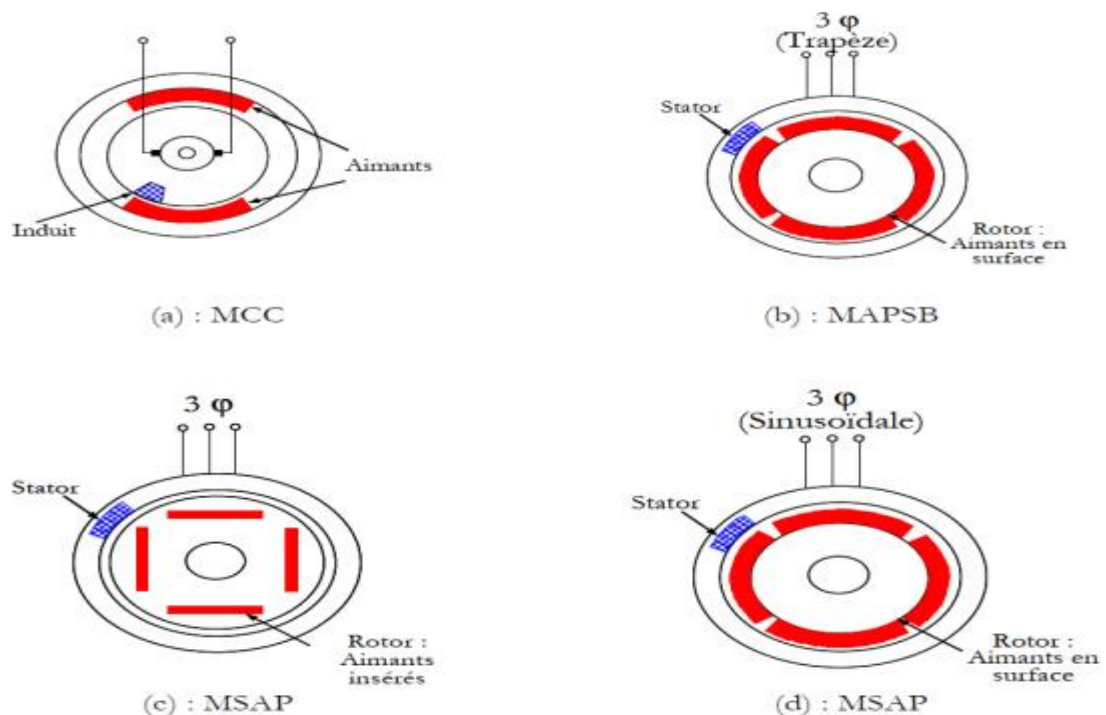 Aimants
Induit
(a) : MCC
3 φ
(Trapèze)
Stator
Rotor :
Aimants en
surface
(b) : MAPSB
3 φ
Stator
Rotor :
Aimants
insérés
(c) : MSAP
3 φ
(Sinusoïdale)
Stator
Rotor :
Aimants en
surface
(d) : MSAP